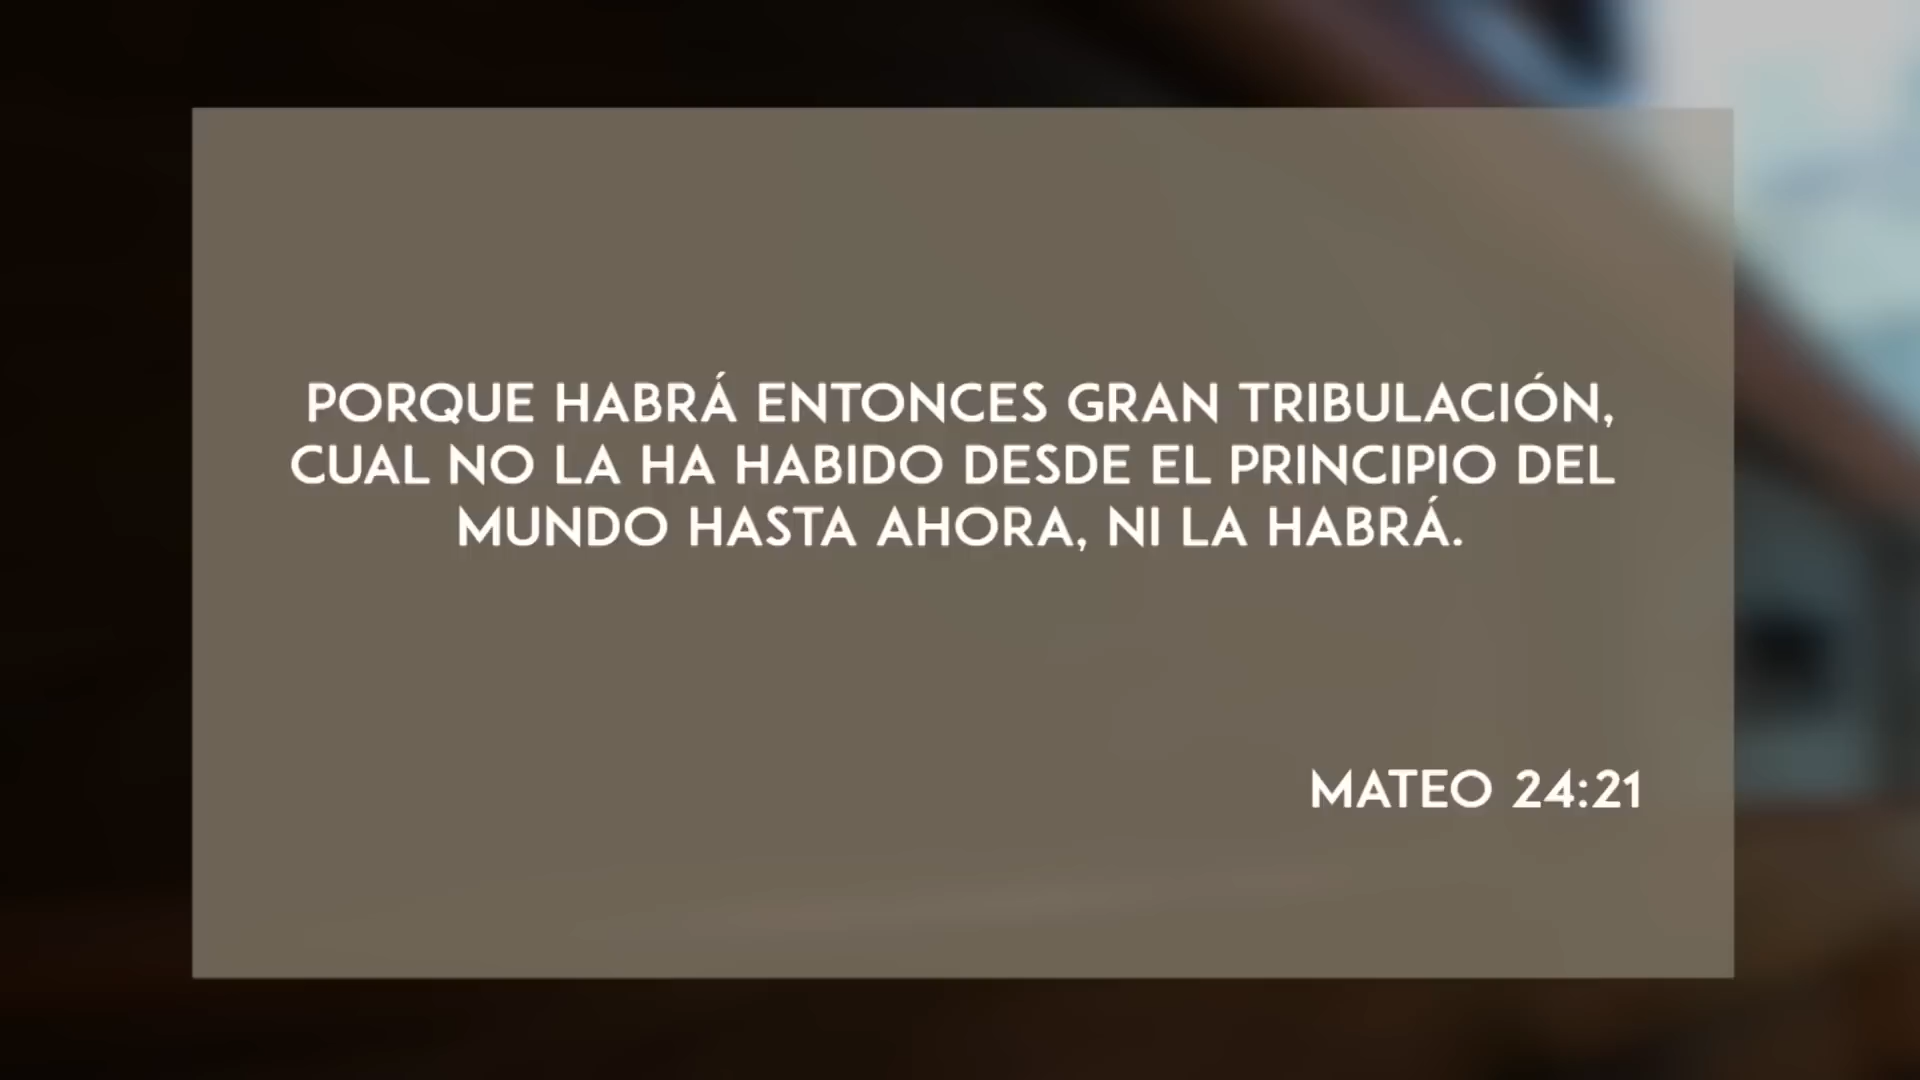 PORQUE HABRÁ ENTONCES GRAN TRIBULACIÓN,
CUAL NO LA HA HABIDO DESDE EL PRINCIPIO DEL
MUNDO HASTA AHORA, NI LA HABRÁ.
MATEO 24:21